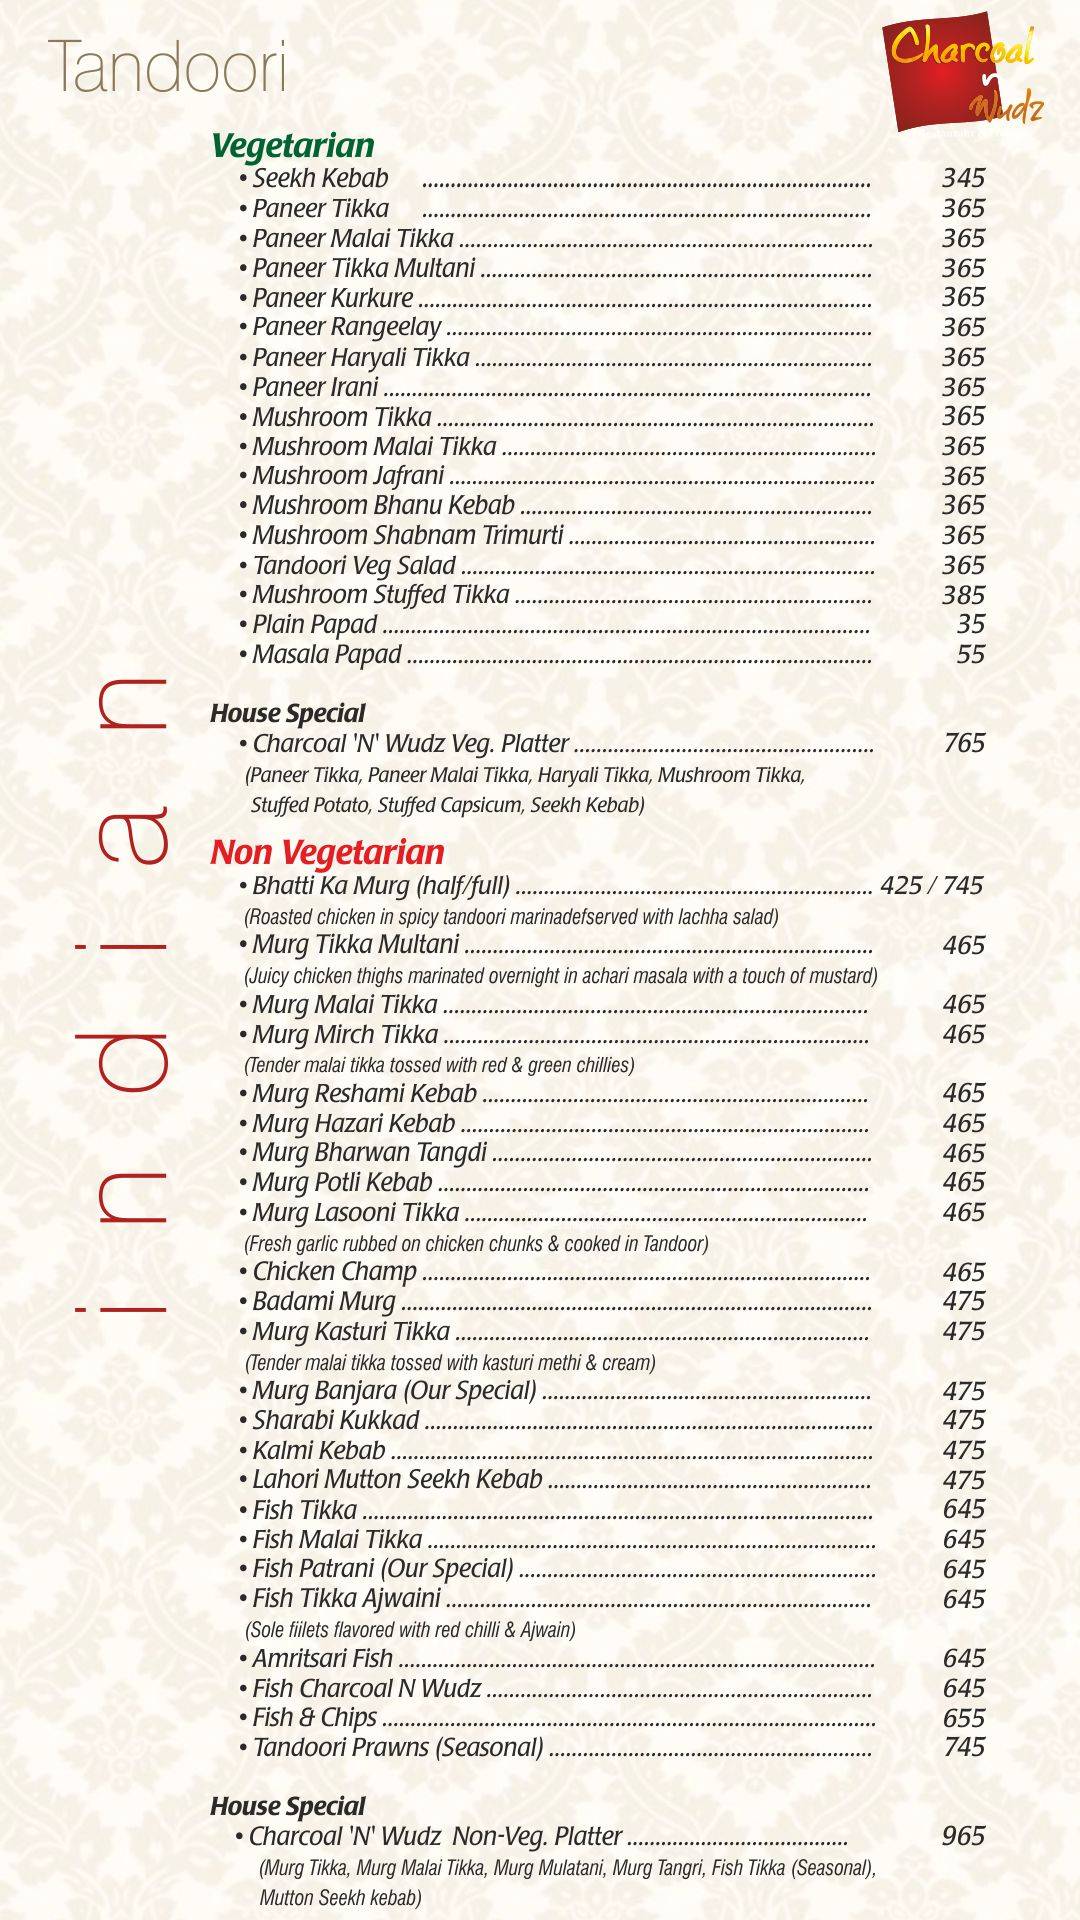 Tandoori
Charcoal
n
Wudz
Vegetarian
• Seekh Kebab ................................................................................ 345
• Paneer Tikka ................................................................................ 365
• Paneer Malai Tikka .......................................................................... 365
• Paneer Tikka Multani ...................................................................... 365
• Paneer Kurkure ................................................................................. 365
• Paneer Rangeelay ............................................................................ 365
• Paneer Haryali Tikka ....................................................................... 365
• Paneer Irani ....................................................................................... 365
• Mushroom Tikka .............................................................................. 365
• Mushroom Malai Tikka ................................................................... 365
• Mushroom Jafrani ............................................................................ 365
• Mushroom Bhanu Kebab ............................................................... 365
• Mushroom Shabnam Trimurti ....................................................... 365
• Tandoori Veg Salad .......................................................................... 365
• Mushroom Stuffed Tikka ................................................................ 385
• Plain Papad ....................................................................................... 35
• Masala Papad ................................................................................... 55
House Special
• Charcoal 'N' Wudz Veg. Platter ...................................................... 765
(Paneer Tikka, Paneer Malai Tikka, Haryali Tikka, Mushroom Tikka,
Stuffed Potato, Stuffed Capsicum, Seekh Kebab)
Non Vegetarian
• Bhatti Ka Murg (half/full) ................................................................ 425 / 745
(Roasted chicken in spicy tandoori marinadefserved with lachha salad)
• Murg Tikka Multani ......................................................................... 465
(Juicy chicken thighs marinated overnight in achari masala with a touch of mustard)
• Murg Malai Tikka ............................................................................ 465
• Murg Mirch Tikka ............................................................................ 465
(Tender malai tikka tossed with red & green chillies)
• Murg Reshami Kebab ..................................................................... 465
• Murg Hazari Kebab ......................................................................... 465
• Murg Bharwan Tangdi .................................................................... 465
• Murg Potli Kebab ............................................................................. 465
• Murg Lasooni Tikka ........................................................................ 465
(Fresh garlic rubbed on chicken chunks & cooked in Tandoor)
• Chicken Champ ................................................................................ 465
• Badami Murg .................................................................................... 475
• Murg Kasturi Tikka .......................................................................... 475
(Tender malai tikka tossed with kasturi methi & cream)
• Murg Banjara (Our Special) ........................................................... 475
• Sharabi Kukkad ................................................................................ 475
• Kalmi Kebab ...................................................................................... 475
• Lahori Mutton Seekh Kebab .......................................................... 475
• Fish Tikka ........................................................................................... 645
• Fish Malai Tikka ................................................................................ 645
• Fish Patrani (Our Special) ............................................................... 645
• Fish Tikka Ajwaini ............................................................................ 645
(Sole fiilets flavored with red chilli & Ajwain)
• Amritsari Fish ..................................................................................... 645
• Fish Charcoal N Wudz ..................................................................... 645
• Fish & Chips ........................................................................................ 655
• Tandoori Prawns (Seasonal) .......................................................... 745
House Special
• Charcoal 'N' Wudz Non-Veg. Platter ....................................... 965
(Murg Tikka, Murg Malai Tikka, Murg Mulatani, Murg Tangri, Fish Tikka (Seasonal),
Mutton Seekh kebab)
indian